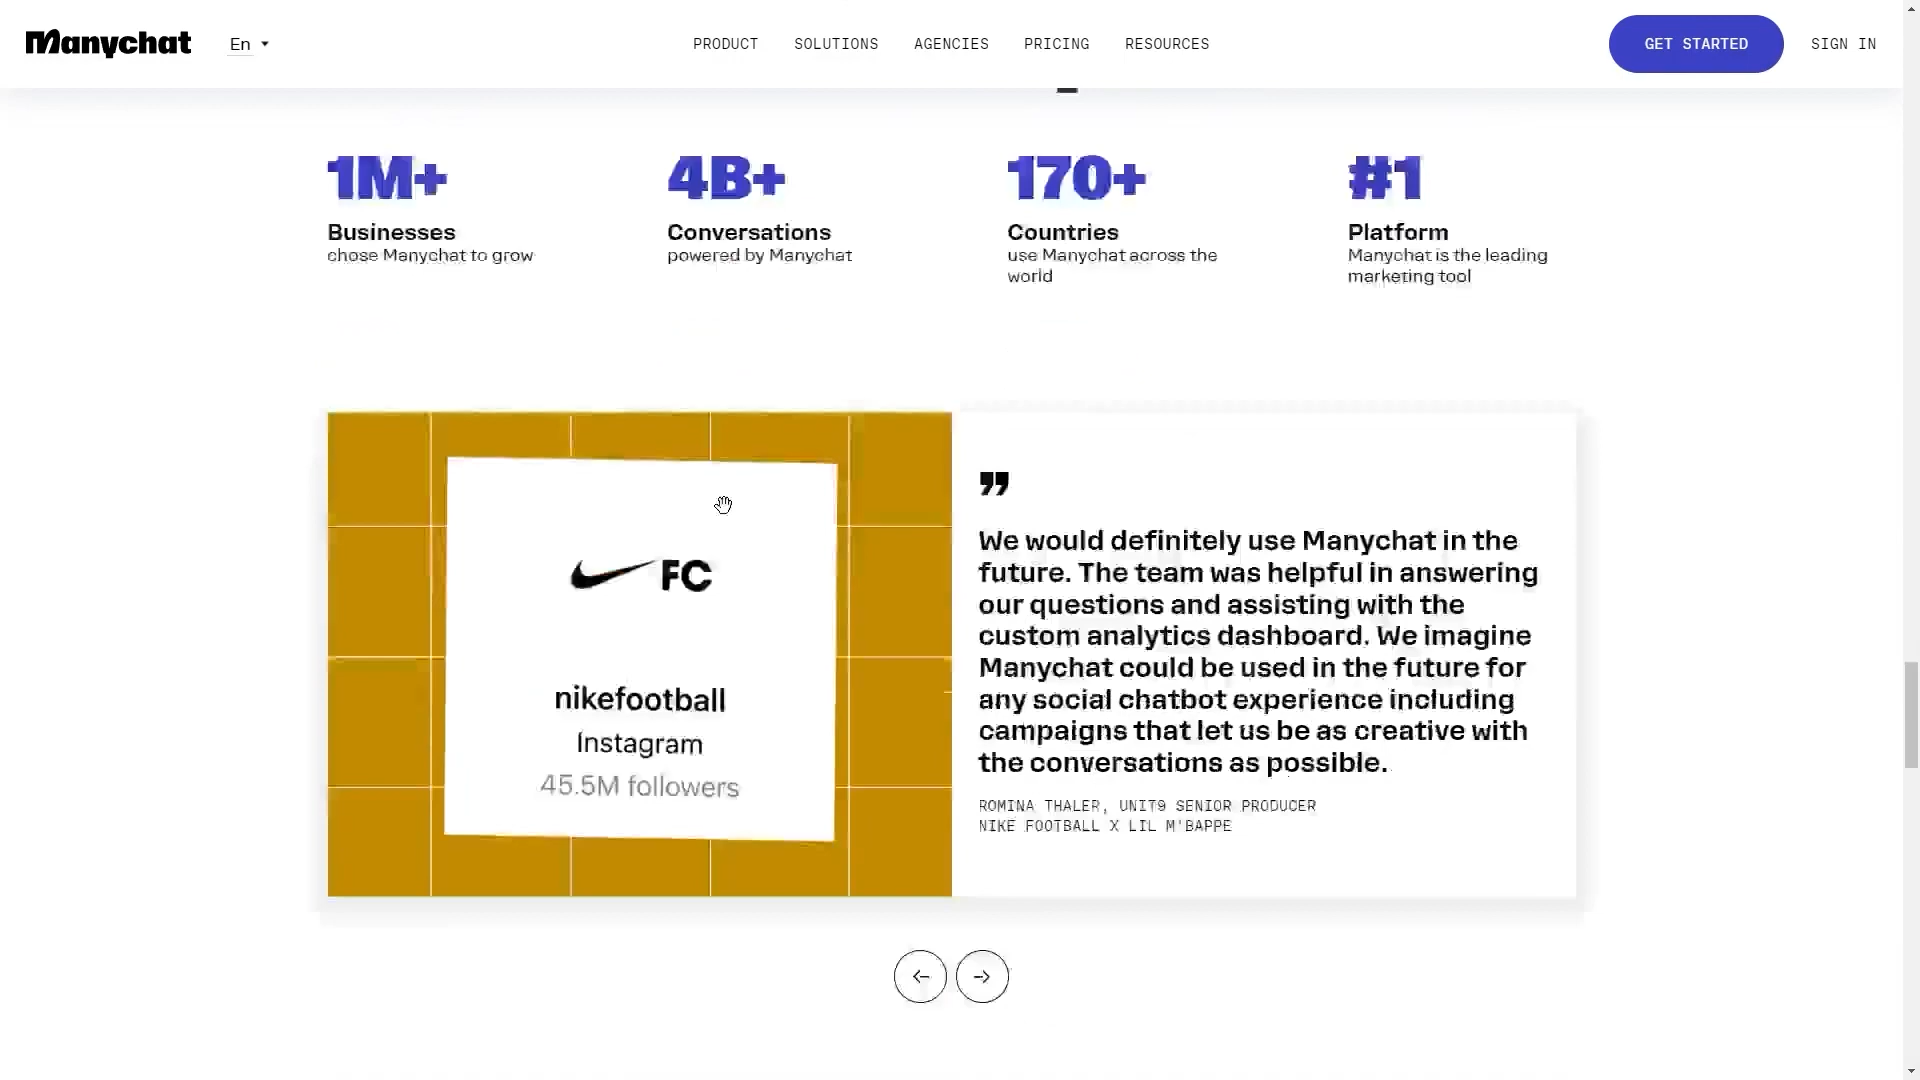 Manychat
En
PRODUCT
SOLUTIONS
AGENCIES
PRICING
RESOURCES
GET STARTED
SIGN IN
1M+
Businesses
chose Manychat to grow
4B+
Conversations
powered by Manychat
170+
Countries
use Manychat across the
world
#1
Platform
Manychat is the leading
marketing tool
FC
nikefootball
Instagram
45.5M followers
”
We would definitely use Manychat in the
future. The team was helpful in answering
our questions and assisting with the
custom analytics dashboard. We imagine
Manychat could be used in the future for
any social chatbot experience including
campaigns that let us be as creative with
the conversations as possible.
ROMINA THALER, UNIT9 SENIOR PRODUCER
NIKE FOOTBALL X LIL M'BAPPE